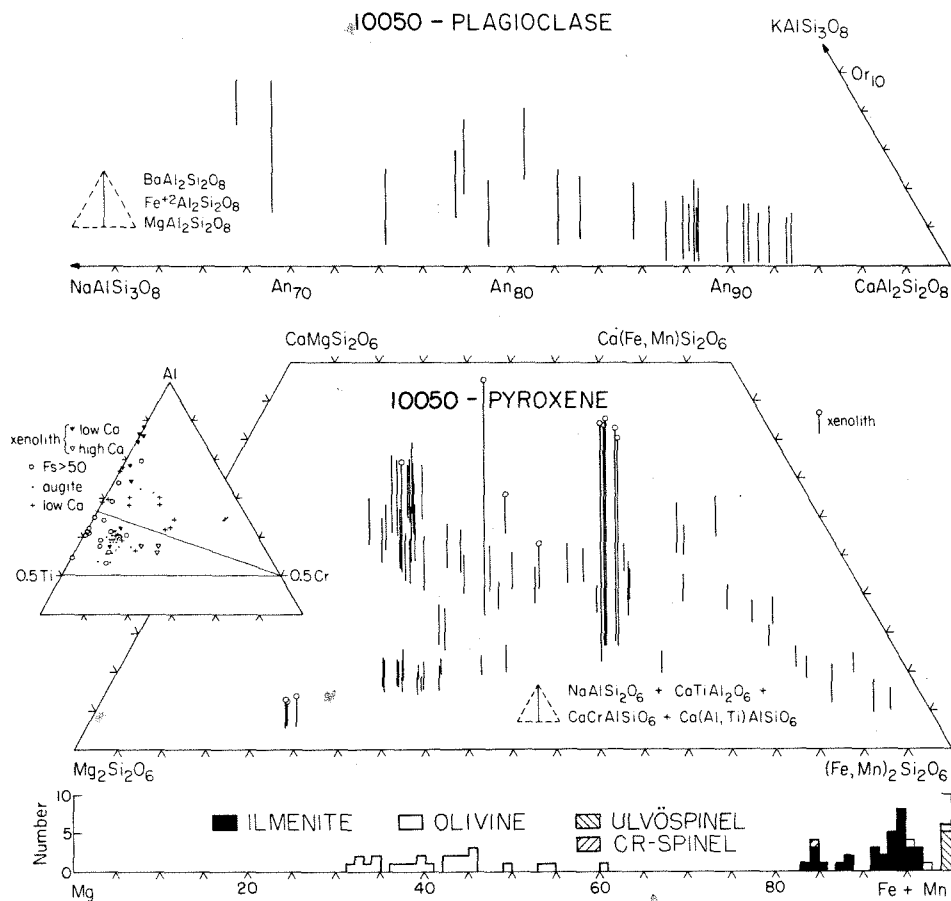 10050 - PLAGIOCLASE
KAlSi₃O₈
Or₁₀
BaAl₂Si₂O₈
Fe⁺²Al₂Si₂O₈
MgAl₂Si₂O₈
NaAlSi₃O₈ An₇₀ An₈₀ An₉₀ CaAl₂Si₂O₈
CaMgSi₂O₆ Ca(Fe, Mn)Si₂O₆
10050 - PYROXENE
xenolith
Al
xenolith { ▾ low Ca
▿ high Ca
o Fs>50
· augite
+ low Ca
0.5Ti 0.5Cr
NaAlSi₂O₆ + CaTiAl₂O₆ +
CaCrAlSiO₆ + Ca(Al, Ti)AlSiO₆
Mg₂Si₂O₆ (Fe, Mn)₂ Si₂O₆
Number
10
5
0
ILMENITE OLIVINE ULVÖSPINEL
CR-SPINEL
Mg 20 40 60 80 Fe + Mn